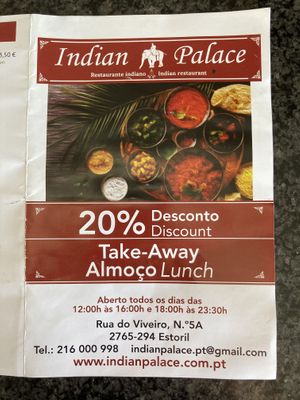 3,50 €
Indian Palace
Restaurante indiano Indian restaurant
20% Desconto
Discount
Take-Away
Almoço Lunch
Aberto todos os dias das
12:00h às 16:00h e 18:00h às 23:30h
Rua do Viveiro, N.º5A
2765-294 Estoril
Tel.: 216 000 998 indianpalace.pt@gmail.com
www.indianpalace.com.pt